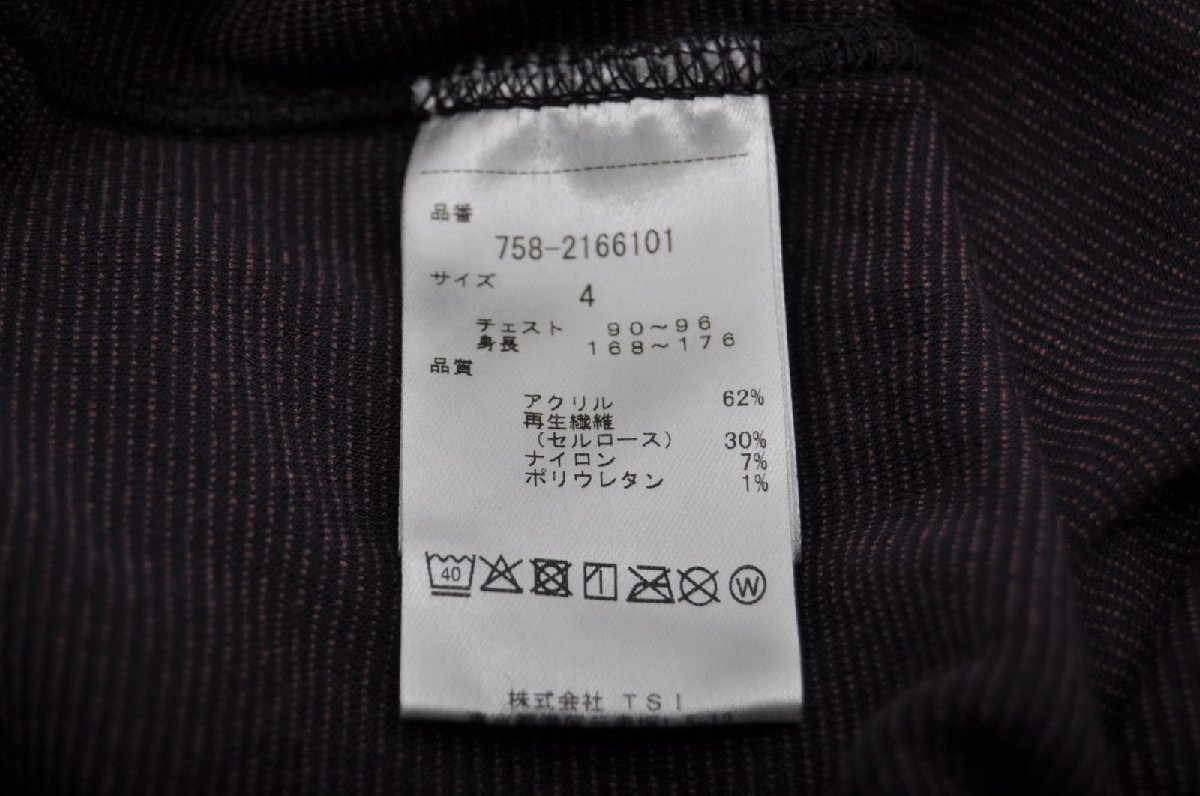 品番
758-2166101
サイズ
4
チェスト 90～96
身長 168～176
品質
アクリル 62%
再生繊維
（セルロース） 30%
ナイロン 7%
ポリウレタン 1%
40 W
株式会社 TSI